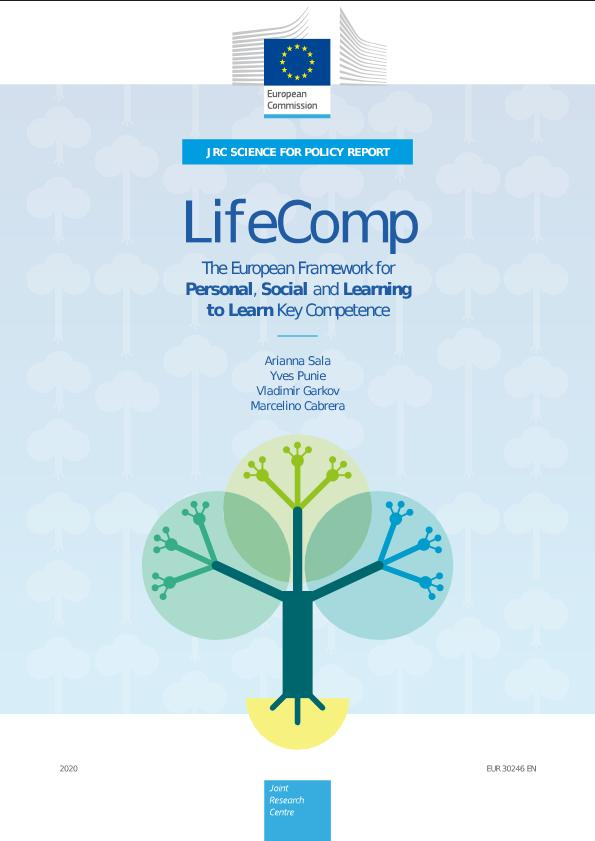 European
Commission
JRC SCIENCE FOR POLICY REPORT
LifeComp
The European Framework for
Personal, Social and Learning
to Learn Key Competence
Arianna Sala
Yves Punie
Vladimir Garkov
Marcelino Cabrera
2020
EUR 30246 EN
Joint
Research
Centre